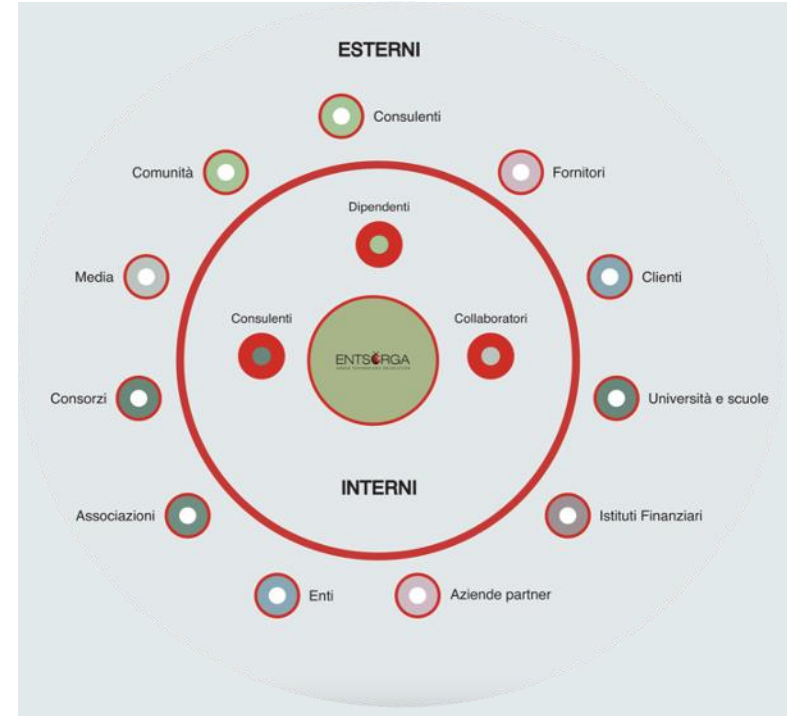 ESTERNI
Consulenti
Comunità
Fornitori
Dipendenti
Media
Clienti
Consulenti
Collaboratori
ENTSORGA
Consorzi
Università e scuole
INTERNI
Associazioni
Istituti Finanziari
Enti
Aziende partner